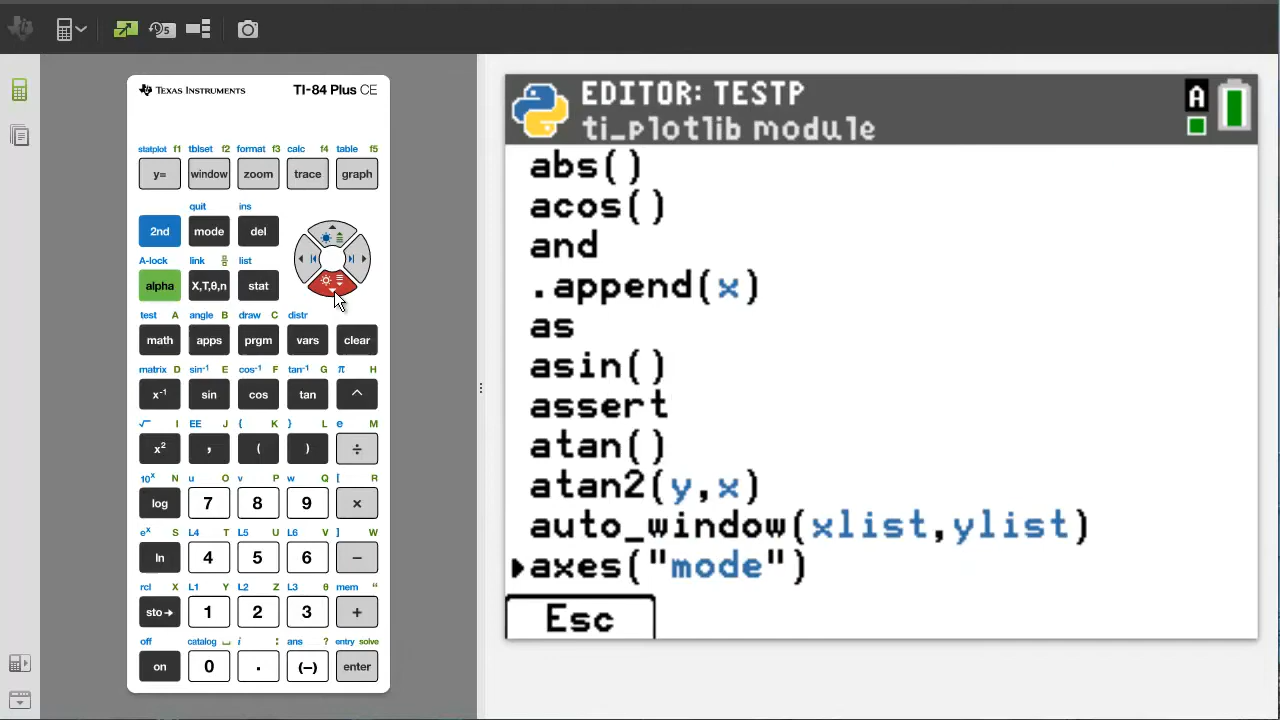 TEXAS INSTRUMENTS TI-84 Plus CE
statplot f1 tblset f2 format f3 calc f4 table f5
y= window zoom trace graph
quit ins
2nd mode del
A-lock link list
alpha X,T,θ,n stat
test A angle B draw C distr
math apps prgm vars clear
matrix D sin⁻¹ E cos⁻¹ F tan⁻¹ G π H
x⁻¹ sin cos tan ^
√ I EE J { K } L e M
x² , ( ) ÷
10ˣ N u O v P w Q [ R
log 7 8 9 ×
eˣ S L4 T L5 U L6 V ] W
ln 4 5 6 −
rcl X L1 Y L2 Z L3 θ mem “
sto→ 1 2 3 +
off catalog ␣ i : ans ? entry solve
on 0 . (−) enter
EDITOR: TESTP
ti_plotlib module
A
abs()
acos()
and
.append(x)
as
asin()
assert
atan()
atan2(y,x)
auto_window(xlist,ylist)
axes("mode")
Esc